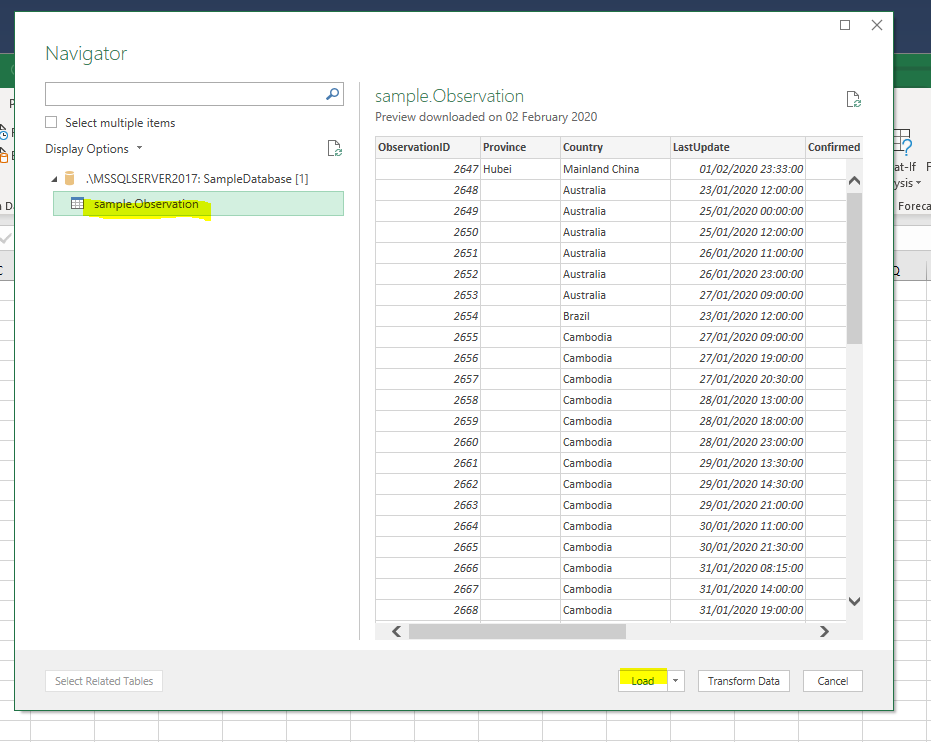 Navigator
Select multiple items
Display Options
.\MSSQLSERVER2017: SampleDatabase [1]
sample.Observation
sample.Observation
Preview downloaded on 02 February 2020
ObservationID Province Country LastUpdate Confirmed
2647 Hubei Mainland China 01/02/2020 23:33:00
2648 Australia 23/01/2020 12:00:00
2649 Australia 25/01/2020 00:00:00
2650 Australia 25/01/2020 12:00:00
2651 Australia 26/01/2020 11:00:00
2652 Australia 26/01/2020 23:00:00
2653 Australia 27/01/2020 09:00:00
2654 Brazil 23/01/2020 12:00:00
2655 Cambodia 27/01/2020 09:00:00
2656 Cambodia 27/01/2020 19:00:00
2657 Cambodia 27/01/2020 20:30:00
2658 Cambodia 28/01/2020 13:00:00
2659 Cambodia 28/01/2020 18:00:00
2660 Cambodia 28/01/2020 23:00:00
2661 Cambodia 29/01/2020 13:30:00
2662 Cambodia 29/01/2020 14:30:00
2663 Cambodia 29/01/2020 21:00:00
2664 Cambodia 30/01/2020 11:00:00
2665 Cambodia 30/01/2020 21:30:00
2666 Cambodia 31/01/2020 08:15:00
2667 Cambodia 31/01/2020 14:00:00
2668 Cambodia 31/01/2020 19:00:00
Select Related Tables
Load
Transform Data
Cancel
at-If
ysis
Foreca